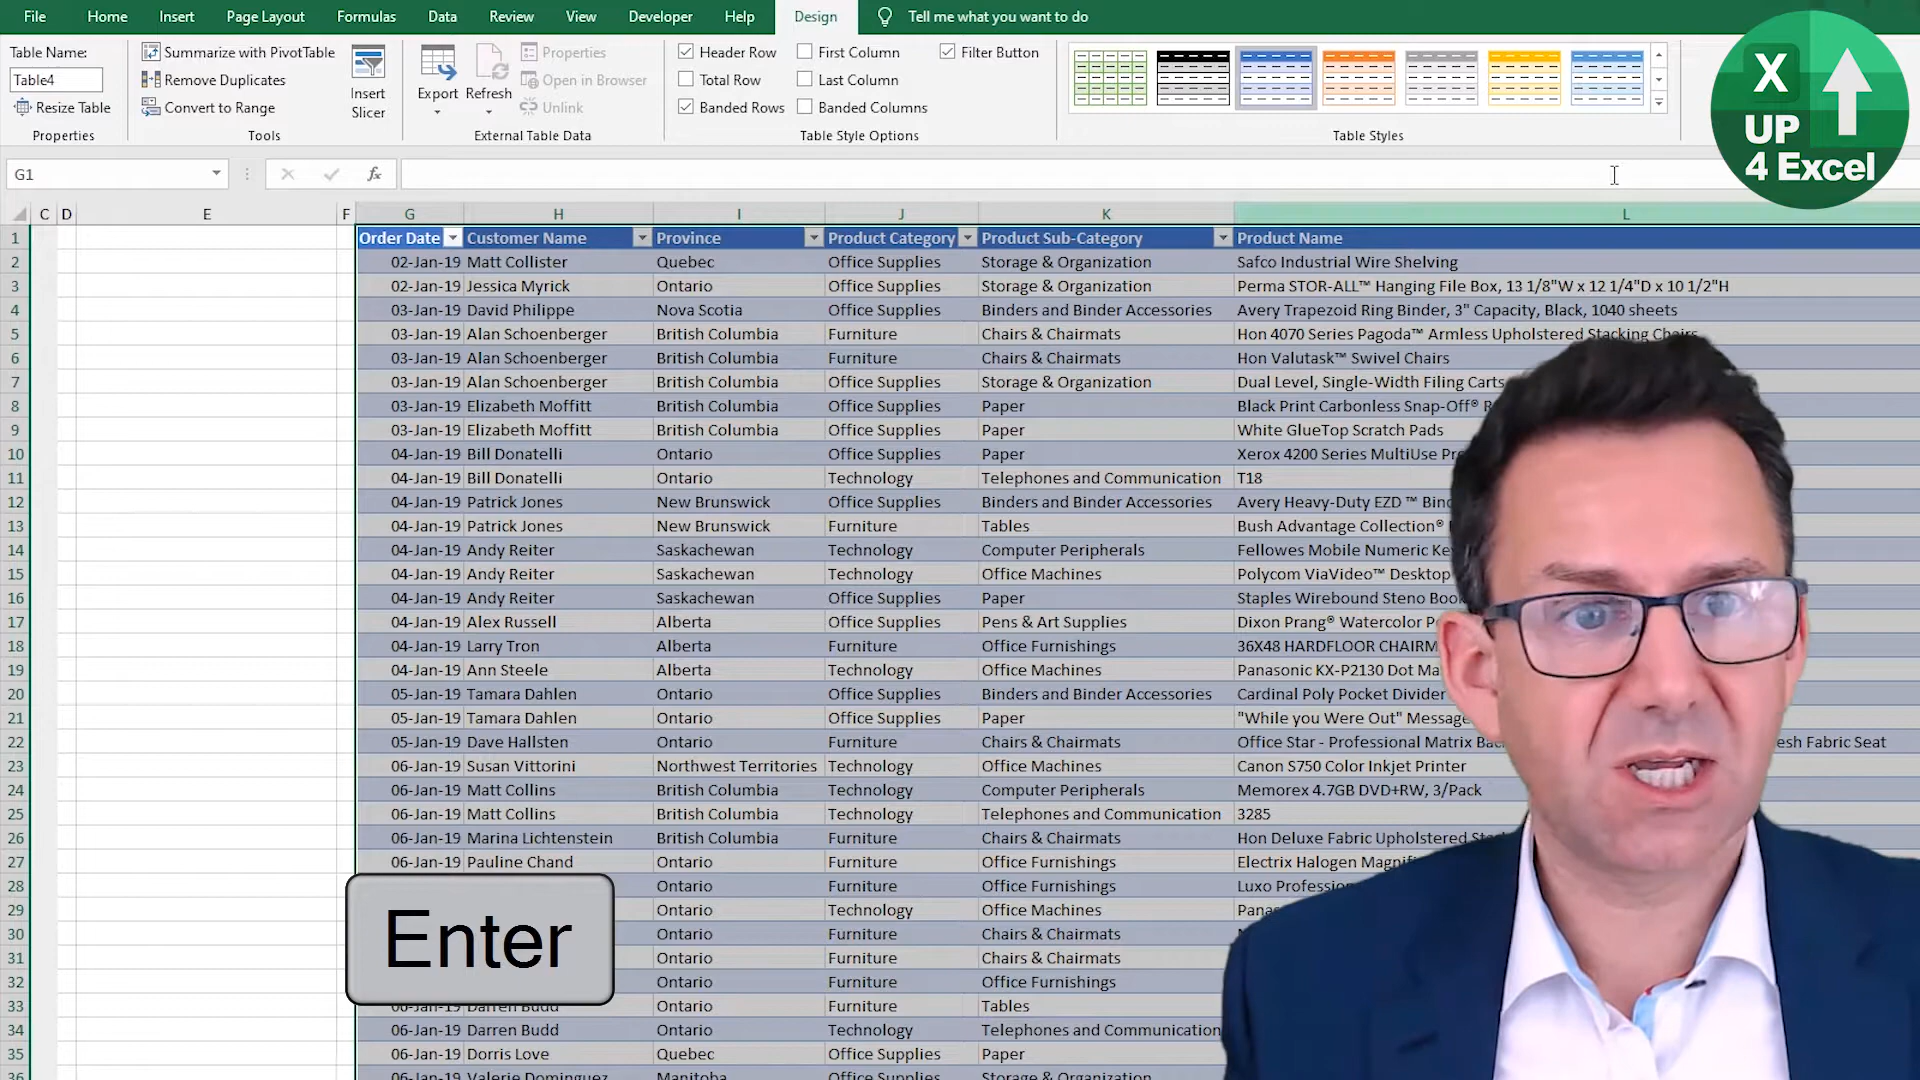 File Home Insert Page Layout Formulas Data Review View Developer Help Design Tell me what you want to do
Table Name: Summarize with PivotTable Properties Header Row First Column Filter Button
Table4 Remove Duplicates Insert Slicer Export Refresh Open in Browser Total Row Last Column
Resize Table Convert to Range Unlink Banded Rows Banded Columns
Properties Tools External Table Data Table Style Options Table Styles
X
UP
4 Excel
G1 fx
C D E F G H I J K L
1 Order Date Customer Name Province Product Category Product Sub-Category Product Name
2 02-Jan-19 Matt Collister Quebec Office Supplies Storage & Organization Safco Industrial Wire Shelving
3 02-Jan-19 Jessica Myrick Ontario Office Supplies Storage & Organization Perma STOR-ALL™ Hanging File Box, 13 1/8"W x 12 1/4"D x 10 1/2"H
4 03-Jan-19 David Philippe Nova Scotia Office Supplies Binders and Binder Accessories Avery Trapezoid Ring Binder, 3" Capacity, Black, 1040 sheets
5 03-Jan-19 Alan Schoenberger British Columbia Furniture Chairs & Chairmats Hon 4070 Series Pagoda™ Armless Upholstered Stacking Chairs
6 03-Jan-19 Alan Schoenberger British Columbia Furniture Chairs & Chairmats Hon Valutask™ Swivel Chairs
7 03-Jan-19 Alan Schoenberger British Columbia Office Supplies Storage & Organization Dual Level, Single-Width Filing Carts
8 03-Jan-19 Elizabeth Moffitt British Columbia Office Supplies Paper Black Print Carbonless Snap-Off®
9 03-Jan-19 Elizabeth Moffitt British Columbia Office Supplies Paper White GlueTop Scratch Pads
10 04-Jan-19 Bill Donatelli Ontario Office Supplies Paper Xerox 4200 Series MultiUse
11 04-Jan-19 Bill Donatelli Ontario Technology Telephones and Communication T18
12 04-Jan-19 Patrick Jones New Brunswick Office Supplies Binders and Binder Accessories Avery Heavy-Duty EZD ™
13 04-Jan-19 Patrick Jones New Brunswick Furniture Tables Bush Advantage Collection®
14 04-Jan-19 Andy Reiter Saskachewan Technology Computer Peripherals Fellowes Mobile Numeric
15 04-Jan-19 Andy Reiter Saskachewan Technology Office Machines Polycom ViaVideo™ Desktop
16 04-Jan-19 Andy Reiter Saskachewan Office Supplies Paper Staples Wirebound Steno
17 04-Jan-19 Alex Russell Alberta Office Supplies Pens & Art Supplies Dixon Prang® Watercolor
18 04-Jan-19 Larry Tron Alberta Furniture Office Furnishings 36X48 HARDFLOOR
19 04-Jan-19 Ann Steele Alberta Technology Office Machines Panasonic KX-P2130 Dot
20 05-Jan-19 Tamara Dahlen Ontario Office Supplies Binders and Binder Accessories Cardinal Poly Pocket Divider
21 05-Jan-19 Tamara Dahlen Ontario Office Supplies Paper "While you Were Out"
22 05-Jan-19 Dave Hallsten Ontario Furniture Chairs & Chairmats Office Star - Professional Matrix Fabric Seat
23 06-Jan-19 Susan Vittorini Northwest Territories Technology Office Machines Canon S750 Color Inkjet Printer
24 06-Jan-19 Matt Collins British Columbia Technology Computer Peripherals Memorex 4.7GB DVD+RW, 3/Pack
25 06-Jan-19 Matt Collins British Columbia Technology Telephones and Communication 3285
26 06-Jan-19 Marina Lichtenstein British Columbia Furniture Chairs & Chairmats Hon Deluxe Fabric Upholstered
27 06-Jan-19 Pauline Chand Ontario Furniture Office Furnishings Electrix Halogen
28 Ontario Furniture Office Furnishings Luxo
29 Ontario Technology Office Machines
30 Ontario Furniture Chairs & Chairmats
31 Ontario Furniture Chairs & Chairmats
32 Ontario Furniture Office Furnishings
Enter
33 06-Jan-19 Darren Budd Ontario Furniture Tables
34 06-Jan-19 Darren Budd Ontario Technology Telephones and Communication
35 06-Jan-19 Dorris Love Quebec Office Supplies Paper
36 06-Jan-19 Valerie Dominguez Manitoba Office Supplies Storage & Organization